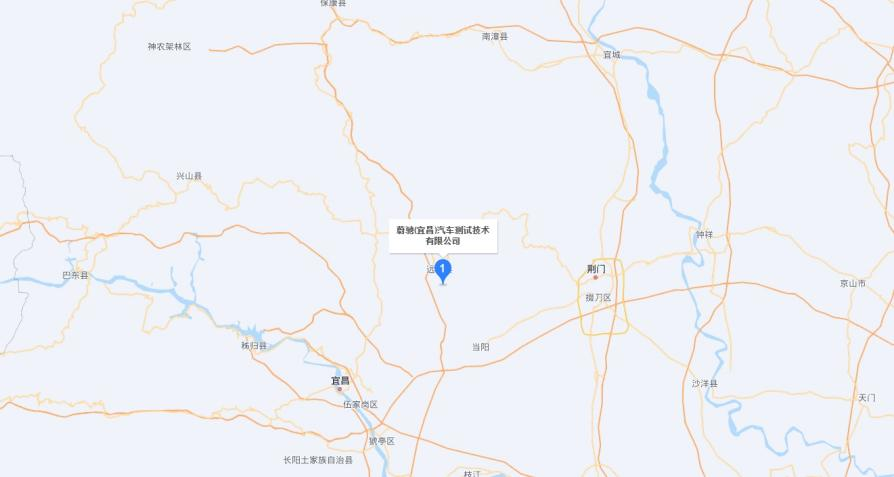 保康县
南漳县
神农架林区
宜城
兴山县
蔚驰(宜昌)汽车测试技术
有限公司
钟祥
远
1
荆门
巴东县
京山市
掇刀区
秭归县
当阳
宜昌
沙洋县
天门
伍家岗区
猇亭区
长阳土家族自治县
枝江